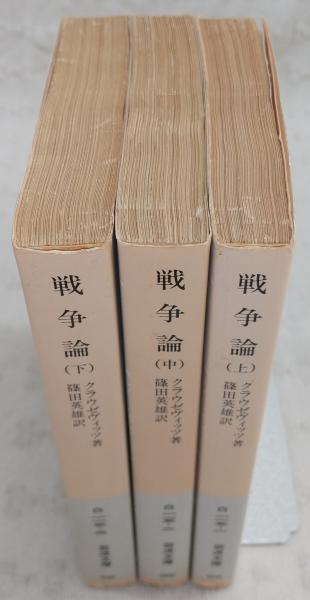 戦争論(下)
クラウゼヴィッツ著
篠田英雄訳
岩波文庫
戦争論(中)
クラウゼヴィッツ著
篠田英雄訳
岩波文庫
戦争論(上)
クラウゼヴィッツ著
篠田英雄訳
岩波文庫